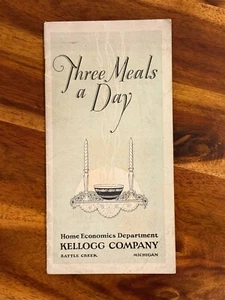 Three Meals
a Day
Home Economics Department
KELLOGG COMPANY
BATTLE CREEK MICHIGAN